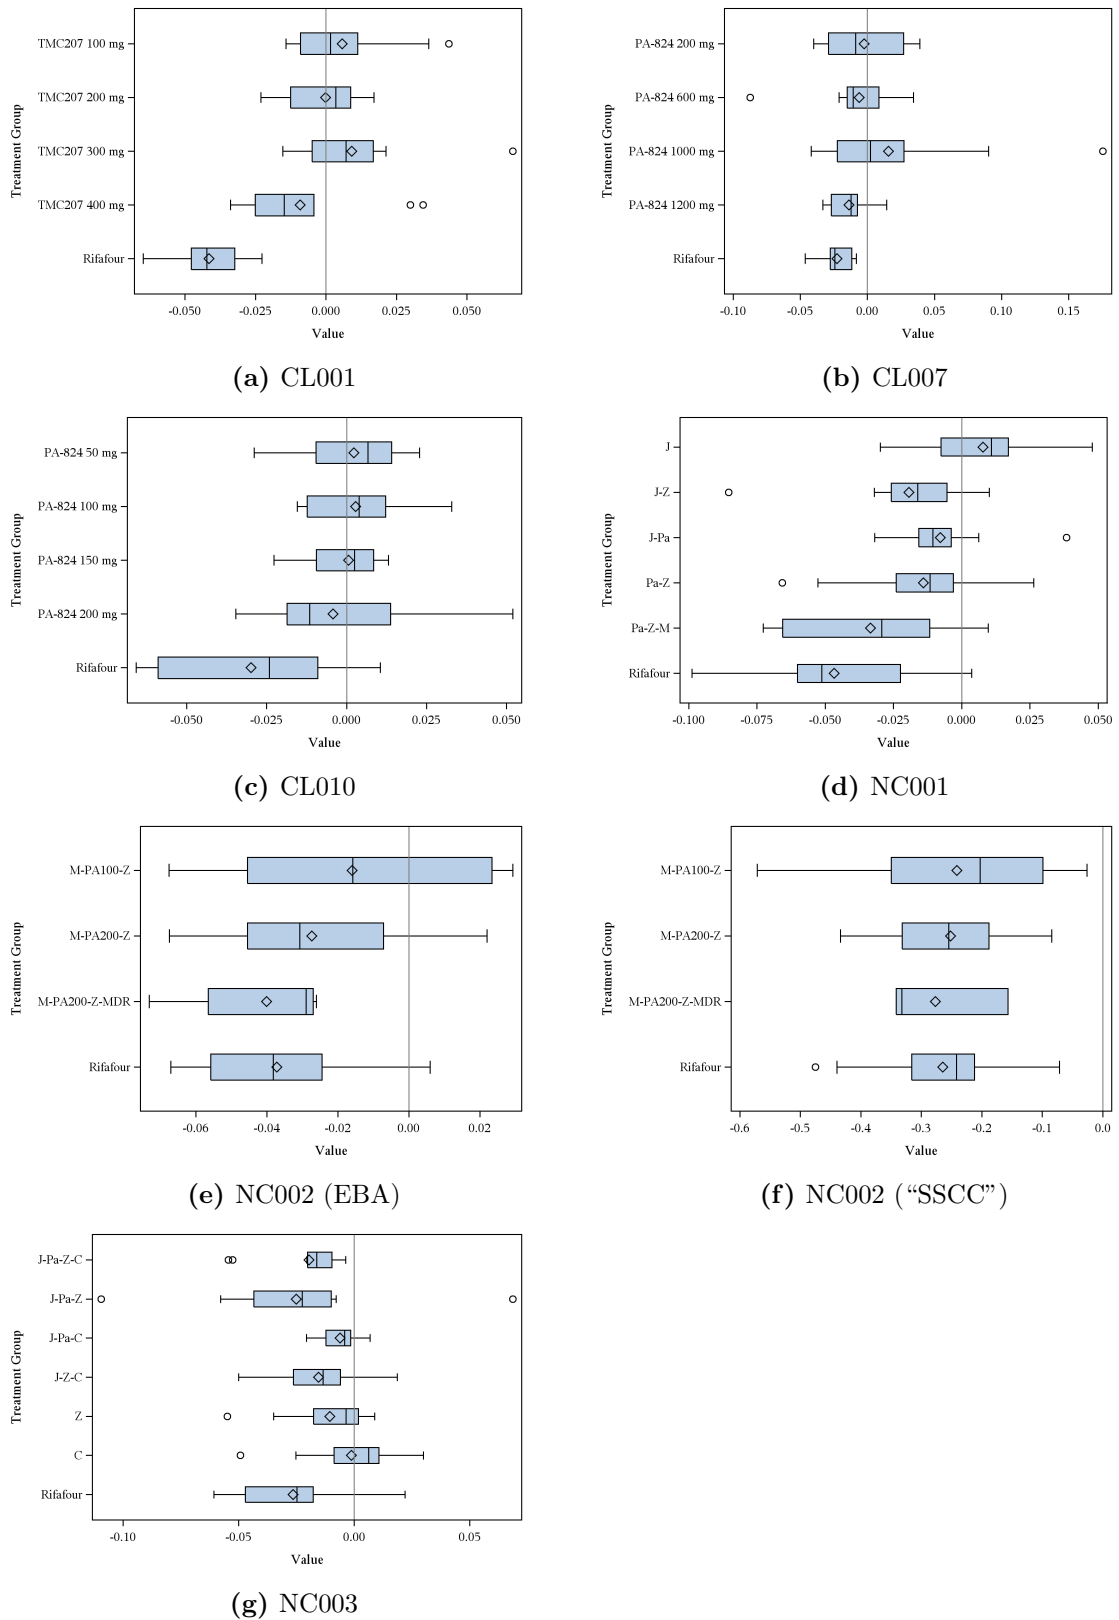 Treatment Group
TMC207 100 mg
TMC207 200 mg
TMC207 300 mg
TMC207 400 mg
Rifafour
-0.050 -0.025 0.000 0.025 0.050
Value
(a) CL001
Treatment Group
PA-824 200 mg
PA-824 600 mg
PA-824 1000 mg
PA-824 1200 mg
Rifafour
-0.10 -0.05 0.00 0.05 0.10 0.15
Value
(b) CL007
Treatment Group
PA-824 50 mg
PA-824 100 mg
PA-824 150 mg
PA-824 200 mg
Rifafour
-0.050 -0.025 0.000 0.025 0.050
Value
(c) CL010
Treatment Group
J
J-Z
J-Pa
Pa-Z
Pa-Z-M
Rifafour
-0.100 -0.075 -0.050 -0.025 0.000 0.025 0.050
Value
(d) NC001
Treatment Group
M-PA100-Z
M-PA200-Z
M-PA200-Z-MDR
Rifafour
-0.06 -0.04 -0.02 0.00 0.02
Value
(e) NC002 (EBA)
Treatment Group
M-PA100-Z
M-PA200-Z
M-PA200-Z-MDR
Rifafour
-0.6 -0.5 -0.4 -0.3 -0.2 -0.1 0.0
Value
(f) NC002 (“SSCC”)
Treatment Group
J-Pa-Z-C
J-Pa-Z
J-Pa-C
J-Z-C
Z
C
Rifafour
-0.10 -0.05 0.00 0.05
Value
(g) NC003